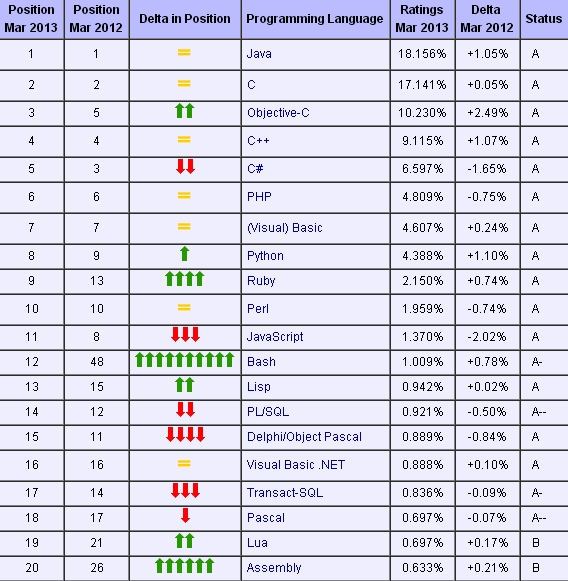 Position Mar 2013 Position Mar 2012 Delta in Position Programming Language Ratings Mar 2013 Delta Mar 2012 Status
1 1 = Java 18.156% +1.05% A
2 2 = C 17.141% +0.05% A
3 5 Objective-C 10.230% +2.49% A
4 4 = C++ 9.115% +1.07% A
5 3 C# 6.597% -1.65% A
6 6 = PHP 4.809% -0.75% A
7 7 = (Visual) Basic 4.607% +0.24% A
8 9 Python 4.388% +1.10% A
9 13 Ruby 2.150% +0.74% A
10 10 = Perl 1.959% -0.74% A
11 8 JavaScript 1.370% -2.02% A
12 48 Bash 1.009% +0.78% A-
13 15 Lisp 0.942% +0.02% A
14 12 PL/SQL 0.921% -0.50% A--
15 11 Delphi/Object Pascal 0.889% -0.84% A
16 16 = Visual Basic .NET 0.888% +0.10% A
17 14 Transact-SQL 0.836% -0.09% A-
18 17 Pascal 0.697% -0.07% A--
19 21 Lua 0.697% +0.17% B
20 26 Assembly 0.633% +0.21% B